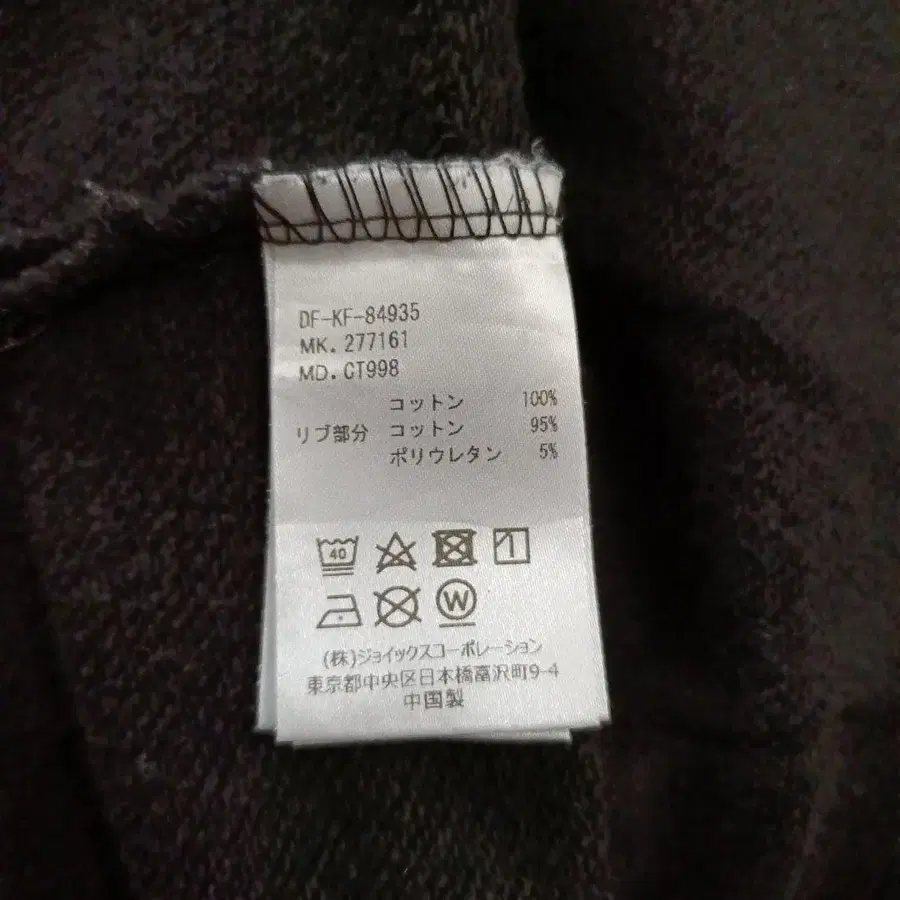 DF-KF-84935
MK. 277161
MD. CT998
コットン 100%
リブ部分 コットン 95%
ポリウレタン 5%
40
W
(株)ジョイックスコーポレーション
東京都中央区日本橋富沢町9-4
中国製